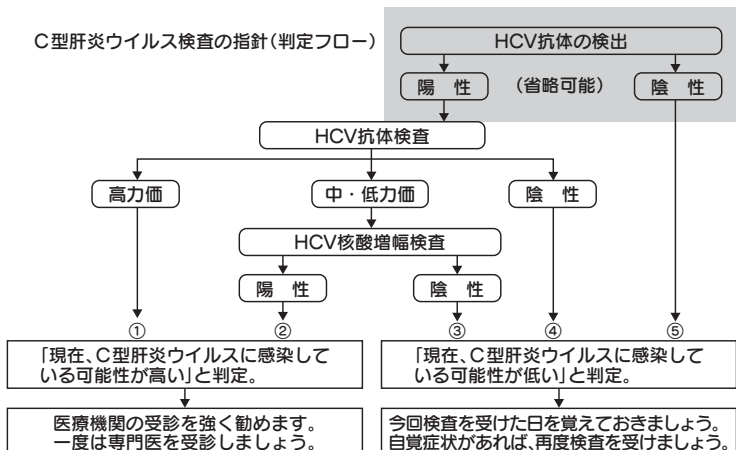 C型肝炎ウイルス検査の指針(判定フロー)
HCV抗体の検出
陽 性
(省略可能)
陰 性
HCV抗体検査
高力価
中・低力価
陰 性
HCV核酸増幅検査
陽 性
陰 性
①
②
③
④
⑤
「現在、C型肝炎ウイルスに感染して
いる可能性が高い」と判定。
「現在、C型肝炎ウイルスに感染して
いる可能性が低い」と判定。
医療機関の受診を強く勧めます。
一度は専門医を受診しましょう。
今回検査を受けた日を覚えておきましょう。
自覚症状があれば、再度検査を受けましょう。